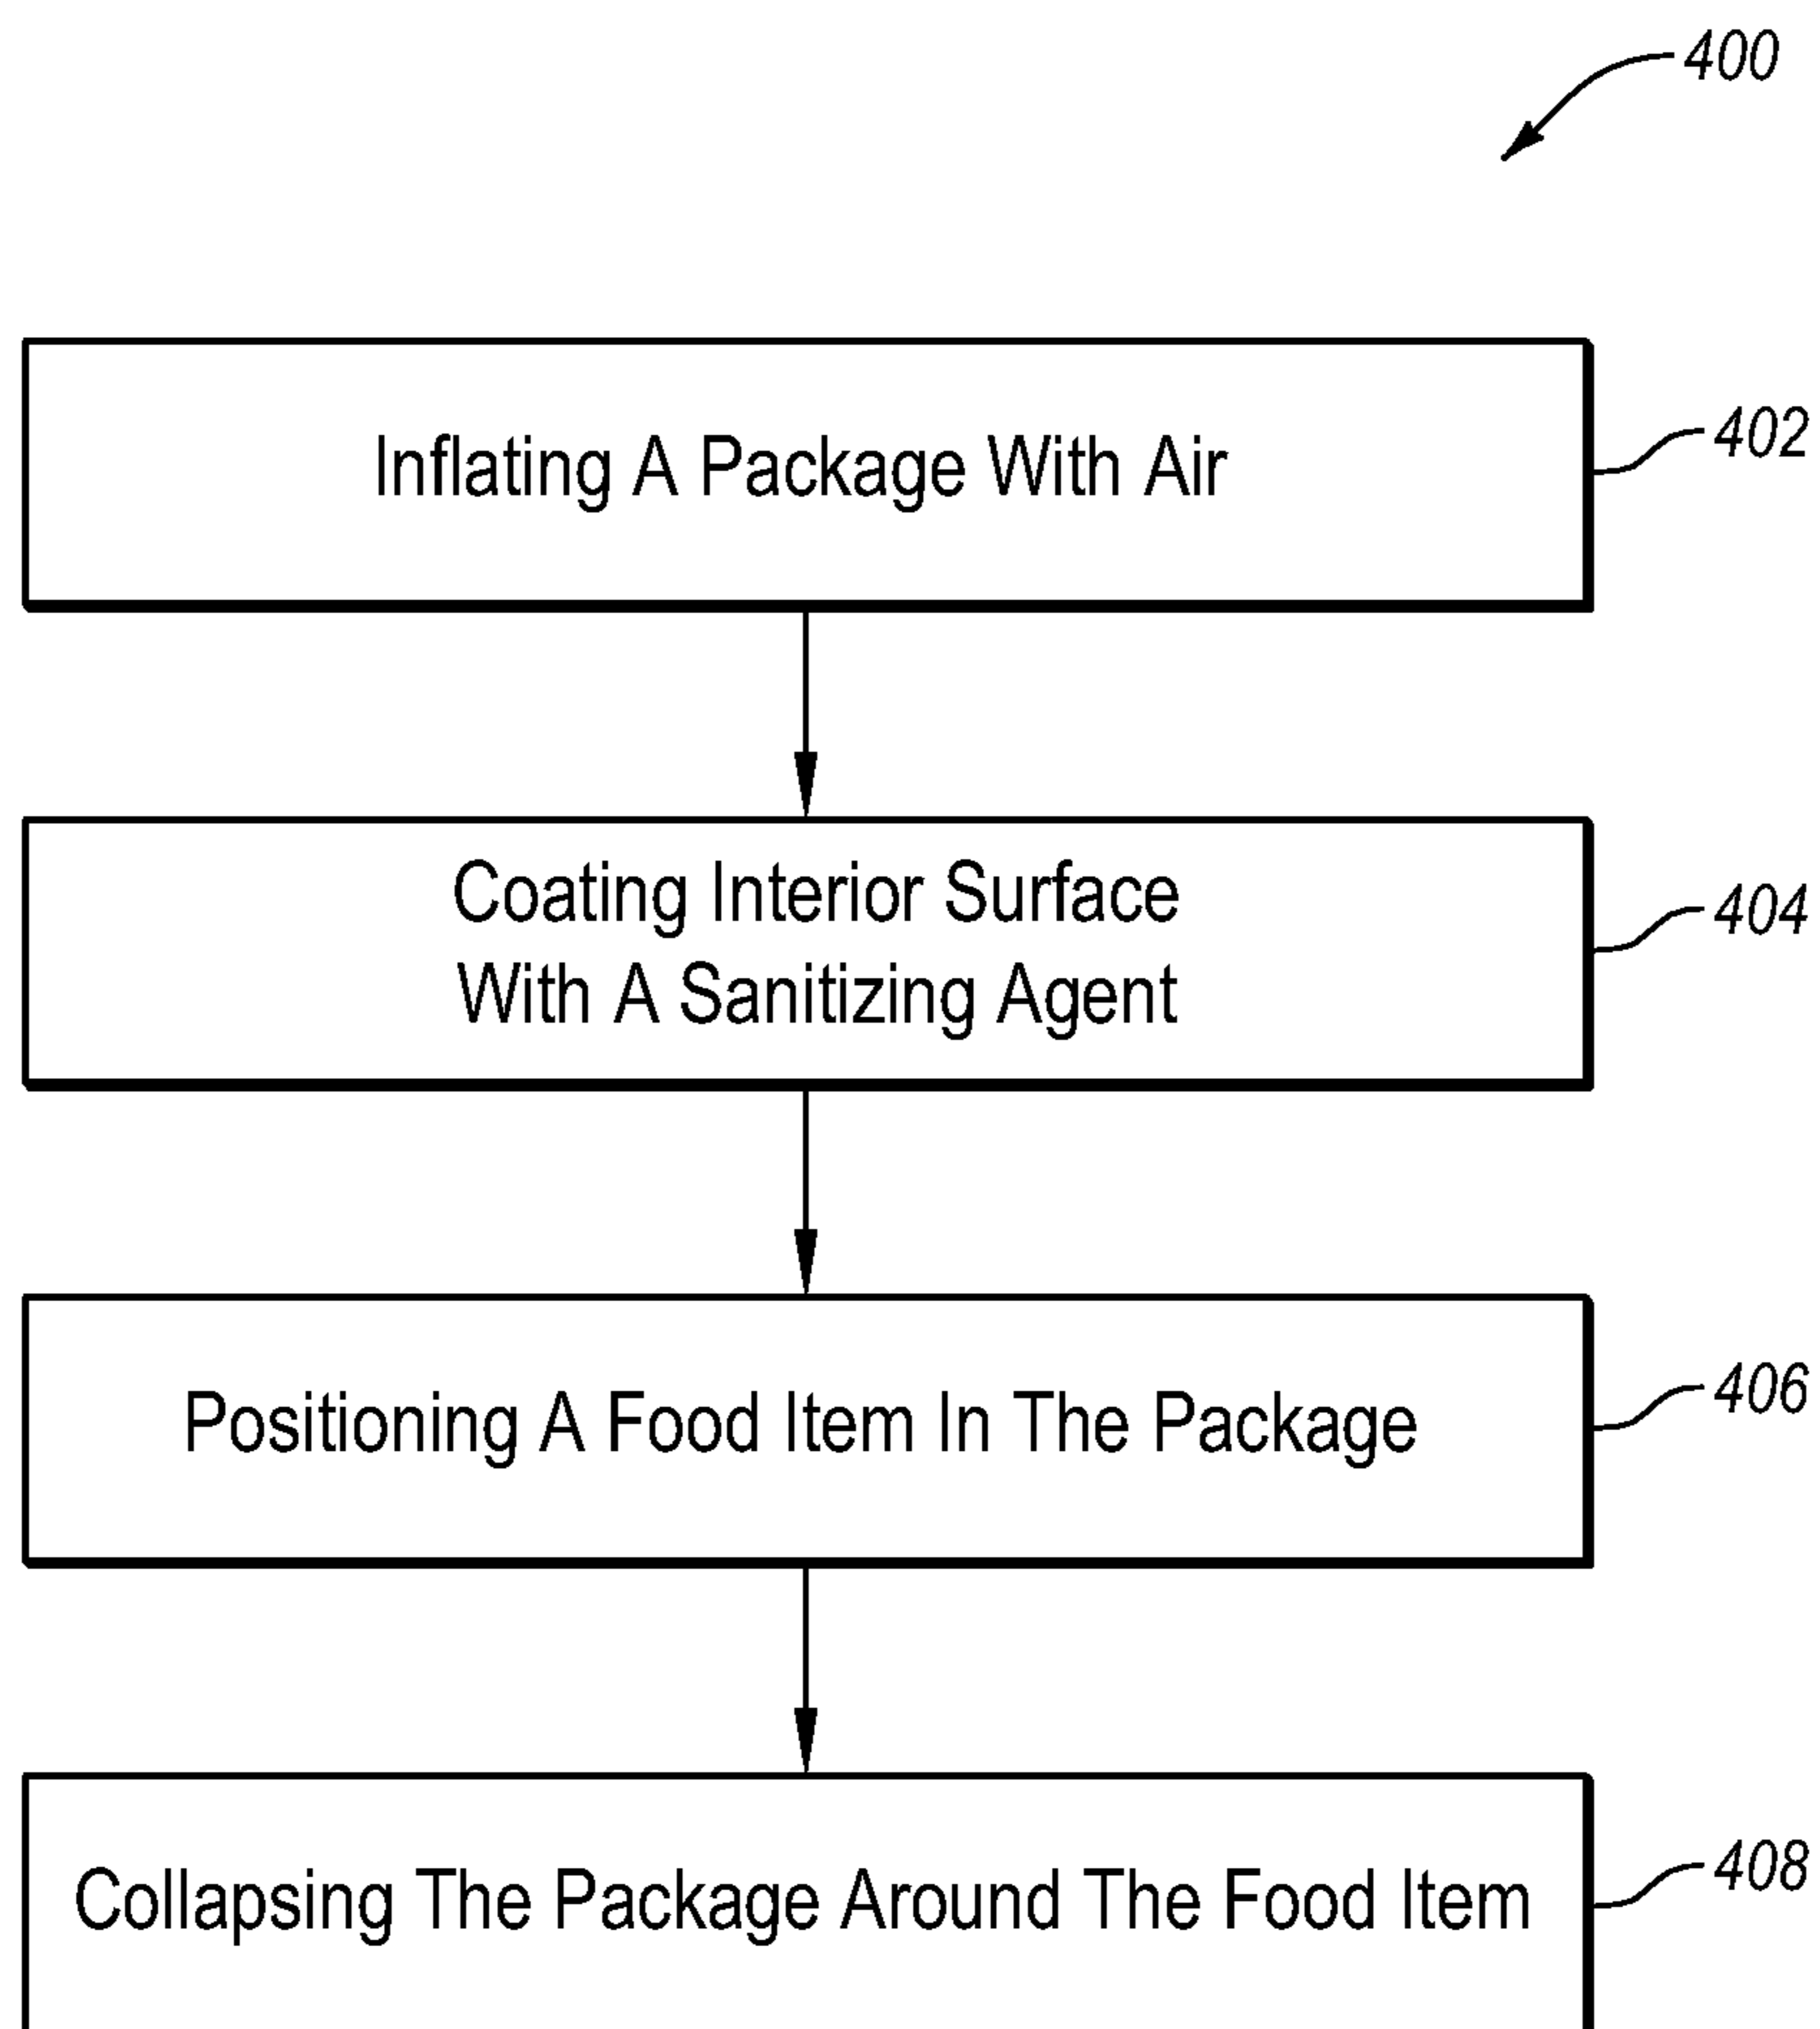 400
Inflating A Package With Air
402
Coating Interior Surface
With A Sanitizing Agent
404
Positioning A Food Item In The Package
406
Collapsing The Package Around The Food Item
408